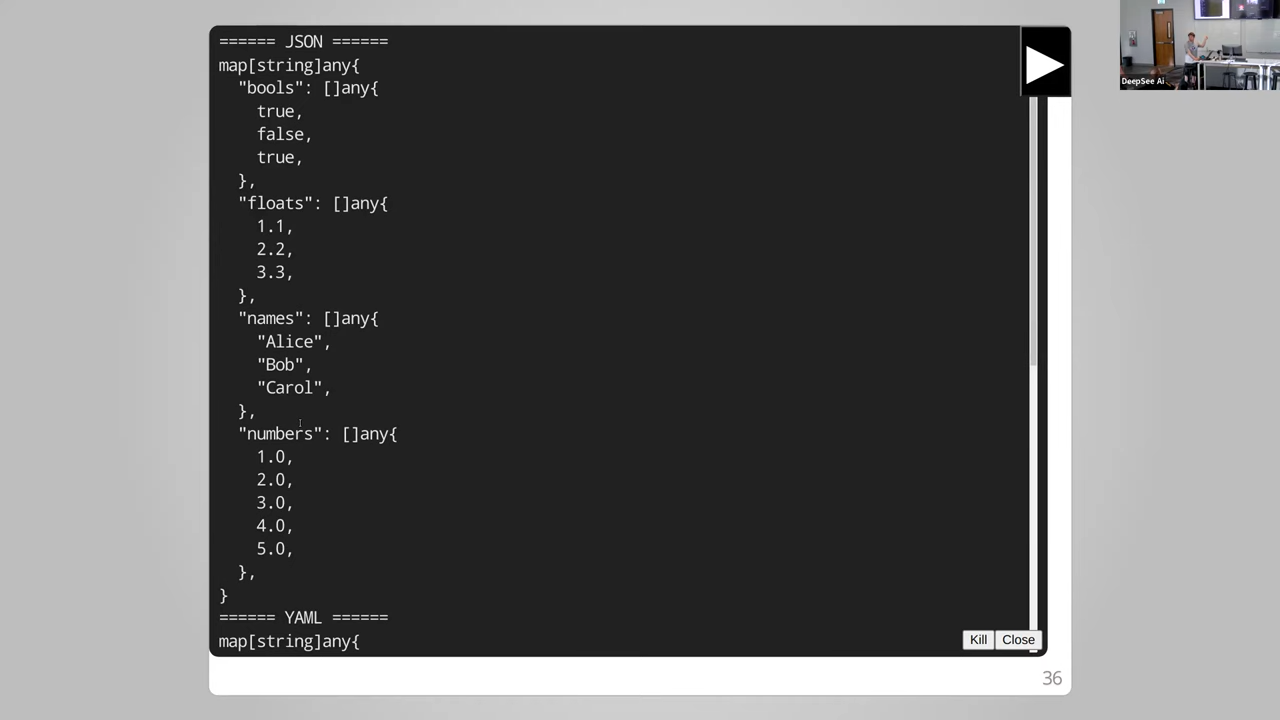 ====== JSON ======
map[string]any{
  "bools": []any{
    true,
    false,
    true,
  },
  "floats": []any{
    1.1,
    2.2,
    3.3,
  },
  "names": []any{
    "Alice",
    "Bob",
    "Carol",
  },
  "numbers": []any{
    1.0,
    2.0,
    3.0,
    4.0,
    5.0,
  },
}
====== YAML ======
map[string]any{
Kill Close
36
DeepSee Ai